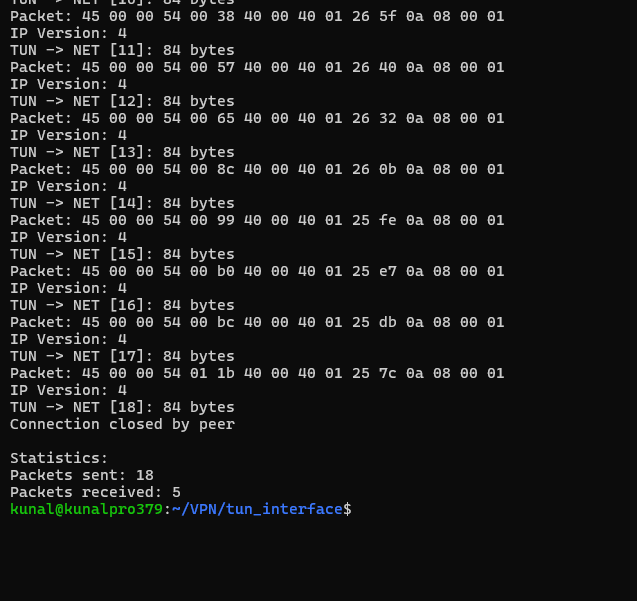 TUN -> NET [10]: 84 bytes
Packet: 45 00 00 54 00 38 40 00 40 01 26 5f 0a 08 00 01
IP Version: 4
TUN -> NET [11]: 84 bytes
Packet: 45 00 00 54 00 57 40 00 40 01 26 40 0a 08 00 01
IP Version: 4
TUN -> NET [12]: 84 bytes
Packet: 45 00 00 54 00 65 40 00 40 01 26 32 0a 08 00 01
IP Version: 4
TUN -> NET [13]: 84 bytes
Packet: 45 00 00 54 00 8c 40 00 40 01 26 0b 0a 08 00 01
IP Version: 4
TUN -> NET [14]: 84 bytes
Packet: 45 00 00 54 00 99 40 00 40 01 25 fe 0a 08 00 01
IP Version: 4
TUN -> NET [15]: 84 bytes
Packet: 45 00 00 54 00 b0 40 00 40 01 25 e7 0a 08 00 01
IP Version: 4
TUN -> NET [16]: 84 bytes
Packet: 45 00 00 54 00 bc 40 00 40 01 25 db 0a 08 00 01
IP Version: 4
TUN -> NET [17]: 84 bytes
Packet: 45 00 00 54 01 1b 40 00 40 01 25 7c 0a 08 00 01
IP Version: 4
TUN -> NET [18]: 84 bytes
Connection closed by peer
Statistics:
Packets sent: 18
Packets received: 5
kunal@kunalpro379:~/VPN/tun_interface$